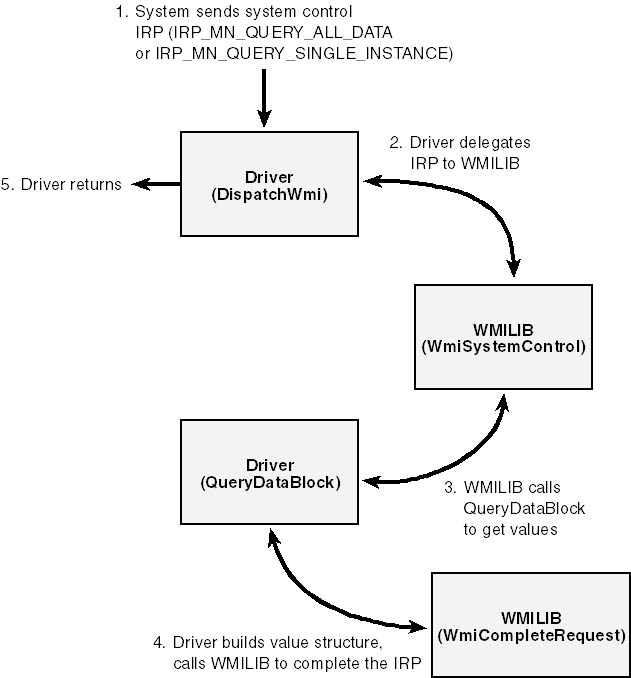 1. System sends system control
IRP (IRP_MN_QUERY_ALL_DATA
or IRP_MN_QUERY_SINGLE_INSTANCE)
2. Driver delegates
IRP to WMILIB
Driver
(DispatchWmi)
5. Driver returns
WMILIB
(WmiSystemControl)
Driver
(QueryDataBlock)
3. WMILIB calls
QueryDataBlock
to get values
WMILIB
(WmiCompleteRequest)
4. Driver builds value structure,
calls WMILIB to complete the IRP